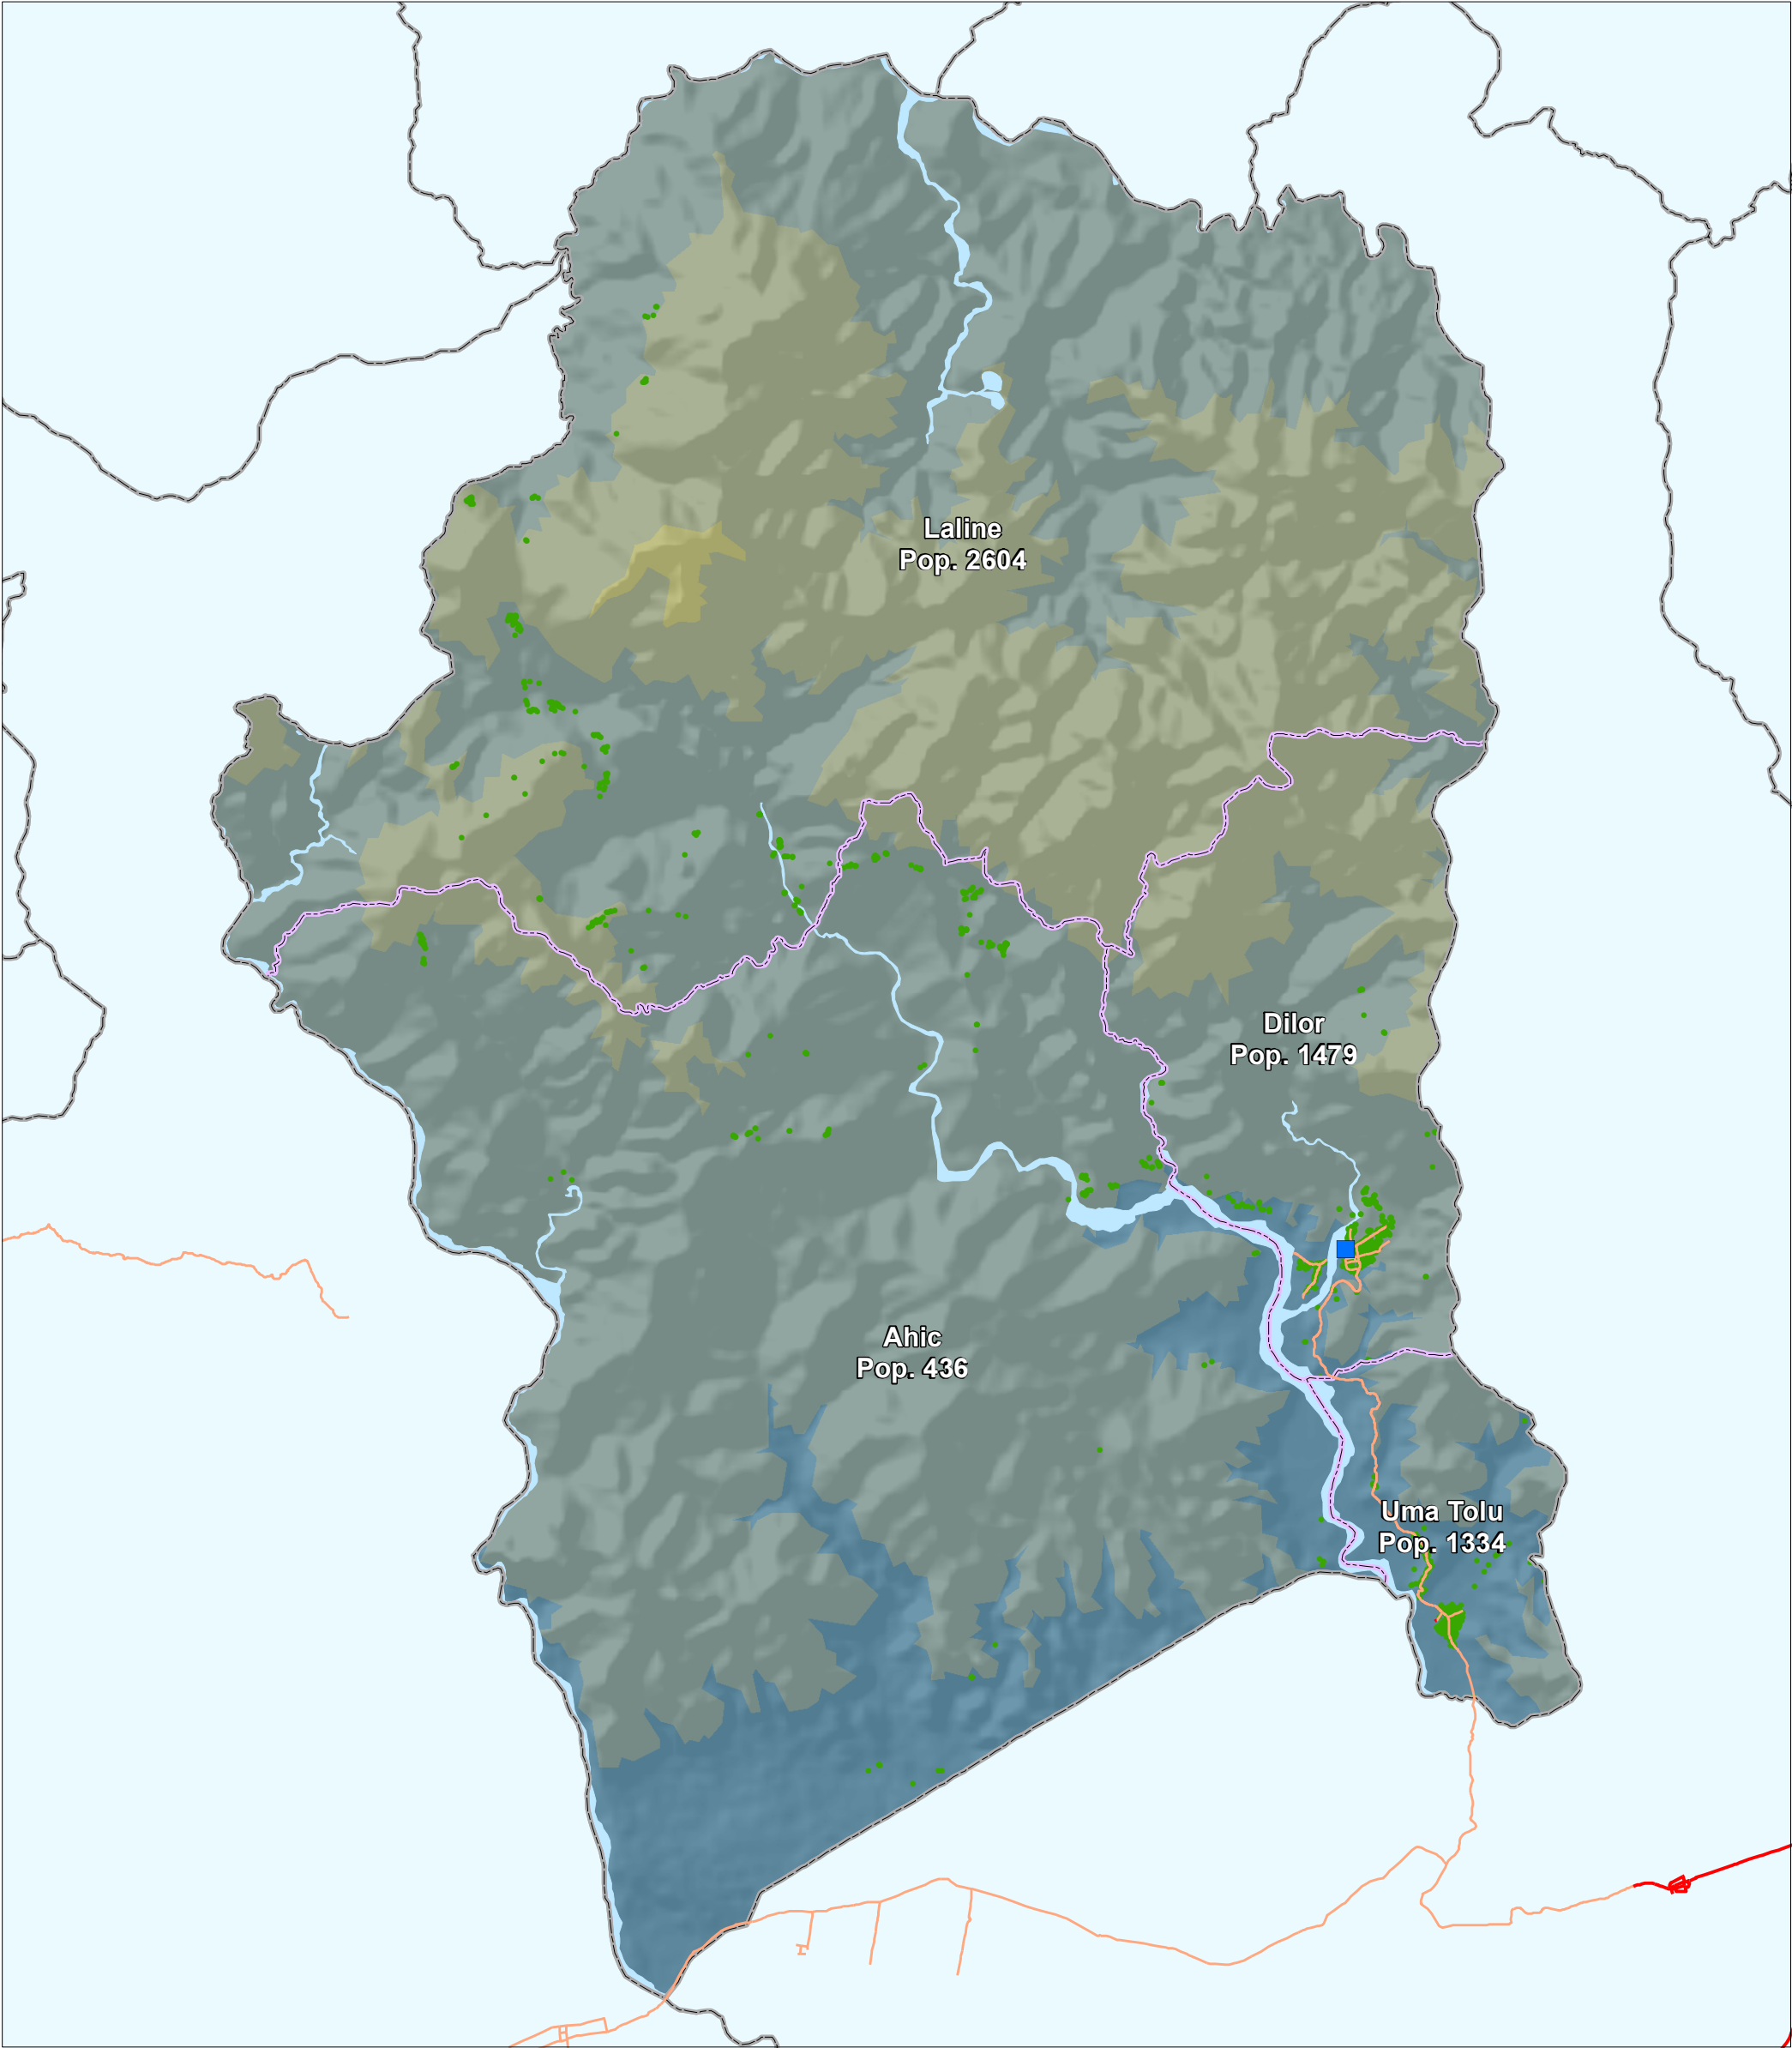 Laline
Pop. 2604
Dilor
Pop. 1479
Ahic
Pop. 436
Uma Tolu
Pop. 1334